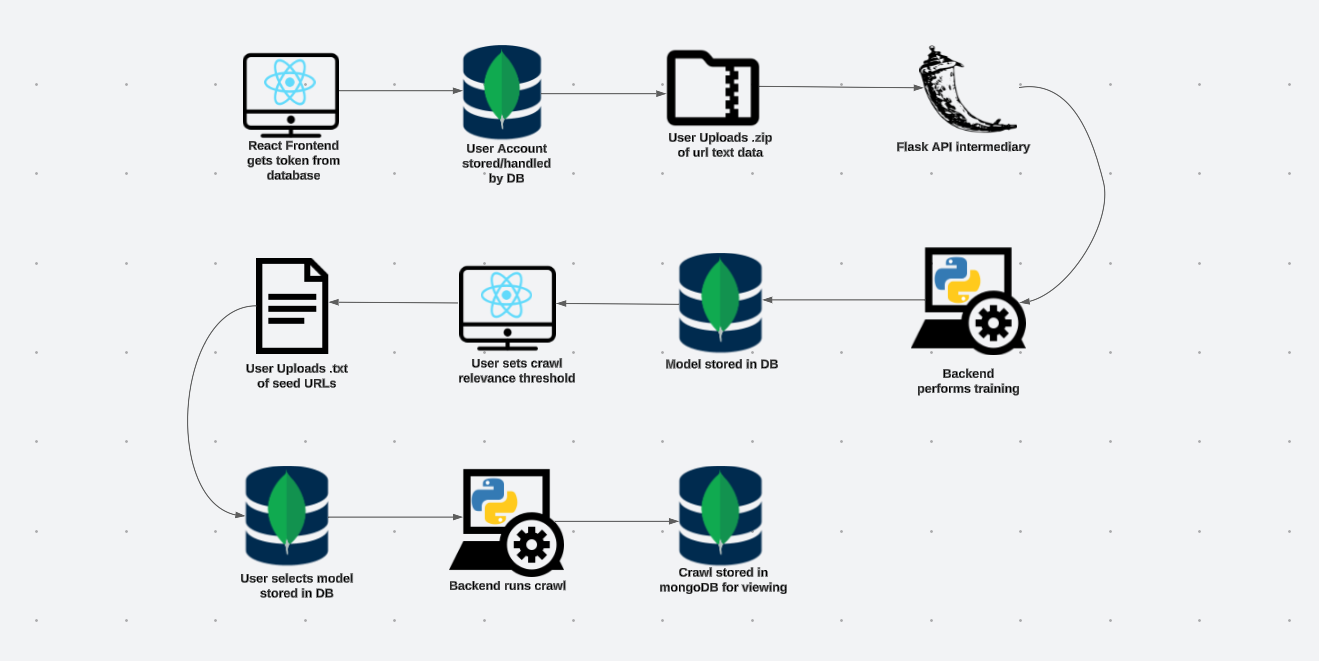 React Frontend
gets token from
database
User Account
stored/handled
by DB
User Uploads .zip
of url text data
Flask API intermediary
User Uploads .txt
of seed URLs
User sets crawl
relevance threshold
Model stored in DB
Backend
performs training
User selects model
stored in DB
Backend runs crawl
Crawl stored in
mongoDB for viewing